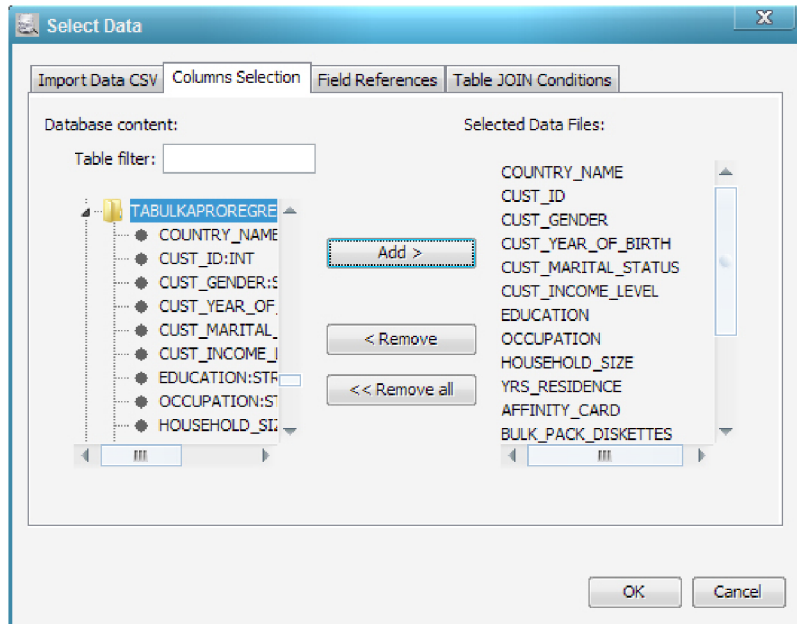 Select Data
Import Data CSV
Columns Selection
Field References
Table JOIN Conditions
Database content:
Table filter:
TABULKAPROREGRE
COUNTRY_NAME
CUST_ID:INT
CUST_GENDER:S
CUST_YEAR_OF_
CUST_MARITAL_
CUST_INCOME_
EDUCATION:STR
OCCUPATION:ST
HOUSEHOLD_SIZ
Add >
< Remove
<< Remove all
Selected Data Files:
COUNTRY_NAME
CUST_ID
CUST_GENDER
CUST_YEAR_OF_BIRTH
CUST_MARITAL_STATUS
CUST_INCOME_LEVEL
EDUCATION
OCCUPATION
HOUSEHOLD_SIZE
YRS_RESIDENCE
AFFINITY_CARD
BULK_PACK_DISKETTES
OK
Cancel